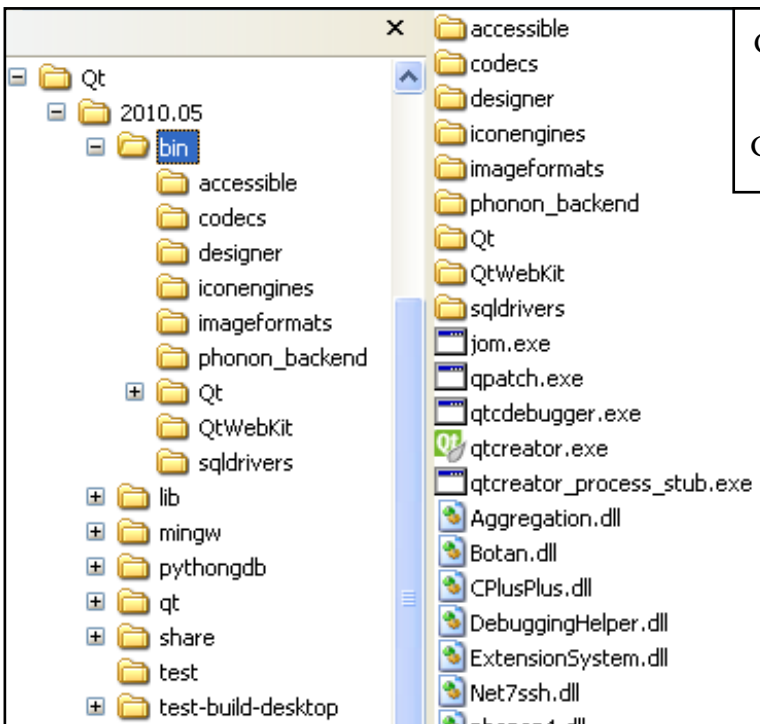 Qt
2010.05
bin
accessible
codecs
designer
iconengines
imageformats
phonon_backend
Qt
QtWebKit
sqldrivers
lib
mingw
pythongdb
qt
share
test
test-build-desktop
accessible
codecs
designer
iconengines
imageformats
phonon_backend
Qt
QtWebKit
sqldrivers
jom.exe
qpatch.exe
qtcdebugger.exe
qtcreator.exe
qtcreator_process_stub.exe
Aggregation.dll
Botan.dll
CPlusPlus.dll
DebuggingHelper.dll
ExtensionSystem.dll
Net7ssh.dll